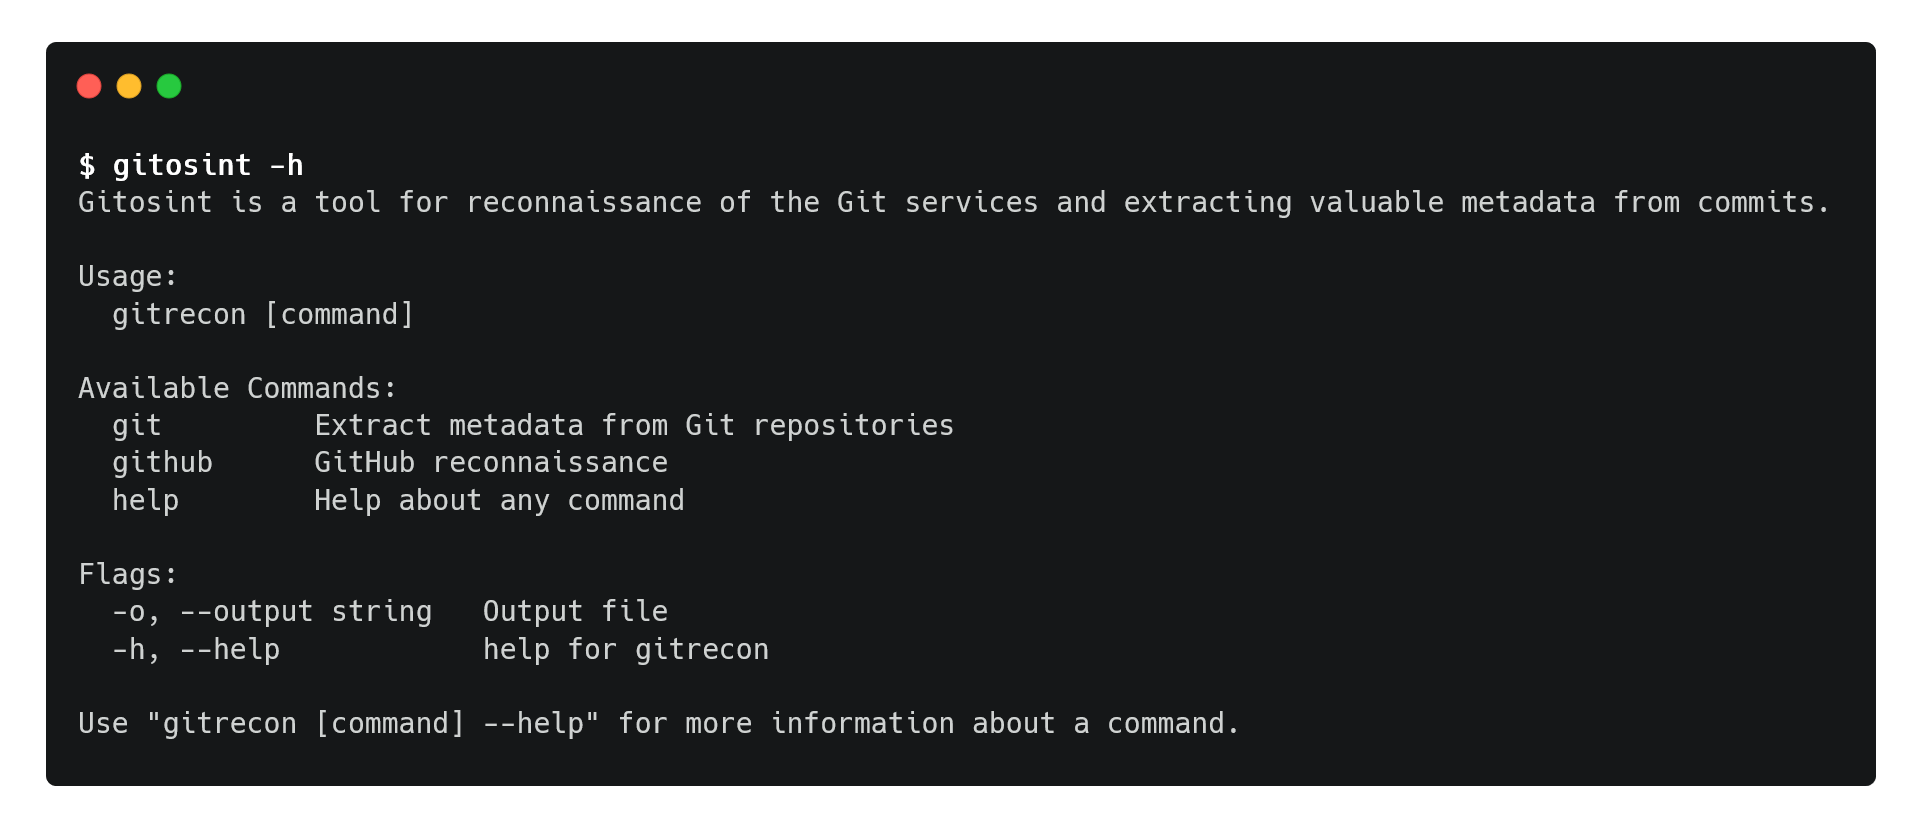 $ gitosint -h
Gitosint is a tool for reconnaissance of the Git services and extracting valuable metadata from commits.
Usage:
gitrecon [command]
Available Commands:
git Extract metadata from Git repositories
github GitHub reconnaissance
help Help about any command
Flags:
-o, --output string Output file
-h, --help help for gitrecon
Use "gitrecon [command] --help" for more information about a command.